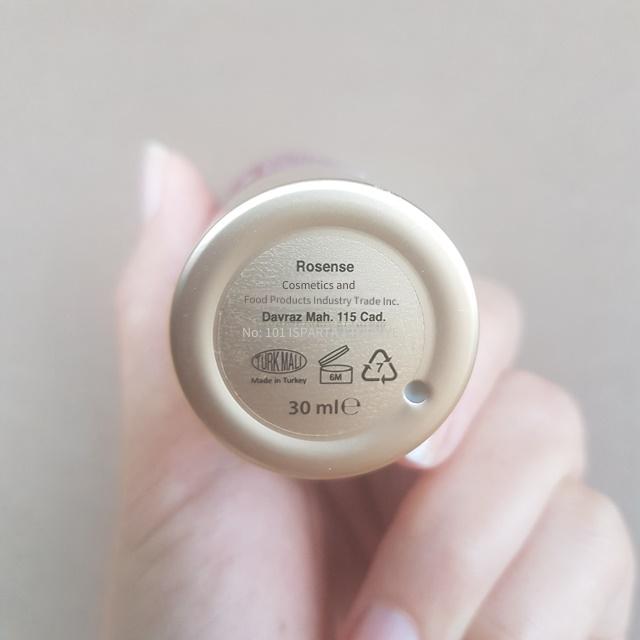 Rosense
Cosmetics and
Food Products Industry Trade Inc.
Davraz Mah. 115 Cad.
No: 101 ISPARTA
TURK MALI
Made in Turkey
6M
7
30 ml ℮